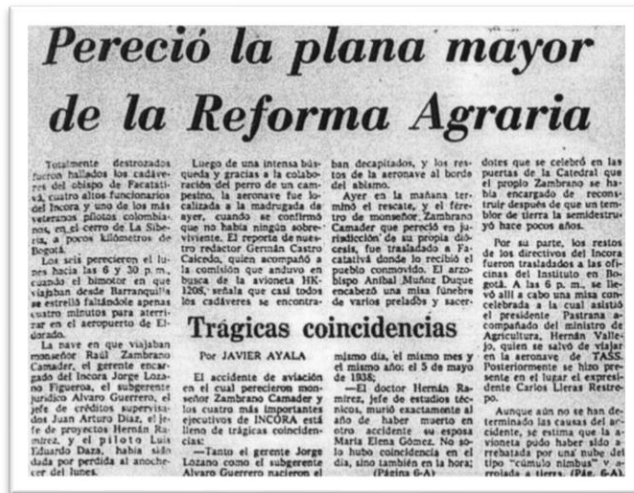 Pereció la plana mayor
de la Reforma Agraria
Totalmente destrozados
fueron hallados los cadáve-
res del obispo de Facatati-
vá, cuatro altos funcionarios
del Incora y uno de los más
veteranos pilotos colombia-
nos, en el cerro de La Sibe-
ria, a pocos kilómetros de
Bogotá.
Los seis perecieron el lu-
nes hacia las 6 y 30 p.m.,
cuando el bimotor en que
viajaban desde Barranquilla
se estrelló faltándole apenas
cuatro minutos para aterri-
zar en el aeropuerto de El-
dorado.
La nave en que viajaban
monseñor Raúl Zambrano
Camader, el gerente encar-
gado del Incora Jorge Loza-
no Figueroa, el subgerente
jurídico Alvaro Guerrero, el
jefe de créditos supervisa-
dos Juan Arturo Díaz, el je-
fe de proyectos Hernán Ra-
mírez, y el piloto Luis
Eduardo Daza, había sido
dada por perdida al anoche-
cer del lunes.
Luego de una intensa bús-
queda y gracias a la colabo-
ración del perro de un cam-
pesino, la aeronave fue lo-
calizada a la madrugada de
ayer, cuando se confirmó
que no había ningún sobre-
viviente. El reporte de nues-
tro redactor Germán Castro
Caicedo, quien acompañó a
la comisión que anduvo en
busca de la avioneta HK-
1208, señala que casi todos
los cadáveres se encontra-
ban decapitados, y los res-
tos de la aeronave al borde
del abismo.
Ayer en la mañana ter-
minó el rescate, y el fére-
tro de monseñor Zambrano
Camader que pereció en ju-
risdicción de su propia dió-
cesis, fue trasladado a Fa-
catativá donde lo recibió el
pueblo conmovido. El arzo-
bispo Aníbal Muñoz Duque
encabezó una misa fúnebre
de varios prelados y sacer-
dotes que se celebró en las
puertas de la Catedral que
el propio Zambrano se ha-
bía encargado de recons-
truir después de que un tem-
blor de tierra la semidestru-
yó hace pocos años.
Por su parte, los restos
de los directivos del Incora
fueron trasladados a las ofi-
cinas del Instituto en Bo-
gotá. A las 6 p.m. se lle-
vó allí a cabo una misa con-
celebrada a la cual asistió
el presidente Pastrana a-
compañado del ministro de
Agricultura, Hernán Valle-
jo, quien se salvó de viajar
en la aeronave de TASS.
Posteriormente se hizo pre-
sente en el lugar el expresi-
dente Carlos Lleras Restre-
po.
Aunque aún no se han de-
terminado las causas del ac-
cidente, se estima que la a-
vioneta pudo haber sido a-
rrebatada por una nube del
tipo "cúmulo nimbus" y a-
rrojada a tierra. (Pág. 6-A)
Trágicas coincidencias
Por JAVIER AYALA
El accidente de aviación
en el cual perecieron mon-
señor Zambrano Camader y
los cuatro más importantes
ejecutivos de INCORA está
lleno de trágicas coinciden-
cias:
—Tanto el gerente Jorge
Lozano como el subgerente
Alvaro Guerrero nacieron el
mismo día, el mismo mes y
el mismo año: el 5 de mayo
de 1938;
—El doctor Hernán Ra-
mírez, jefe de estudios téc-
nicos, murió exactamente al
año de haber muerto en
otro accidente su esposa
María Elena Gómez. No so-
lo hubo coincidencia en el
día, sino también en la hora;
(Página 6-A)